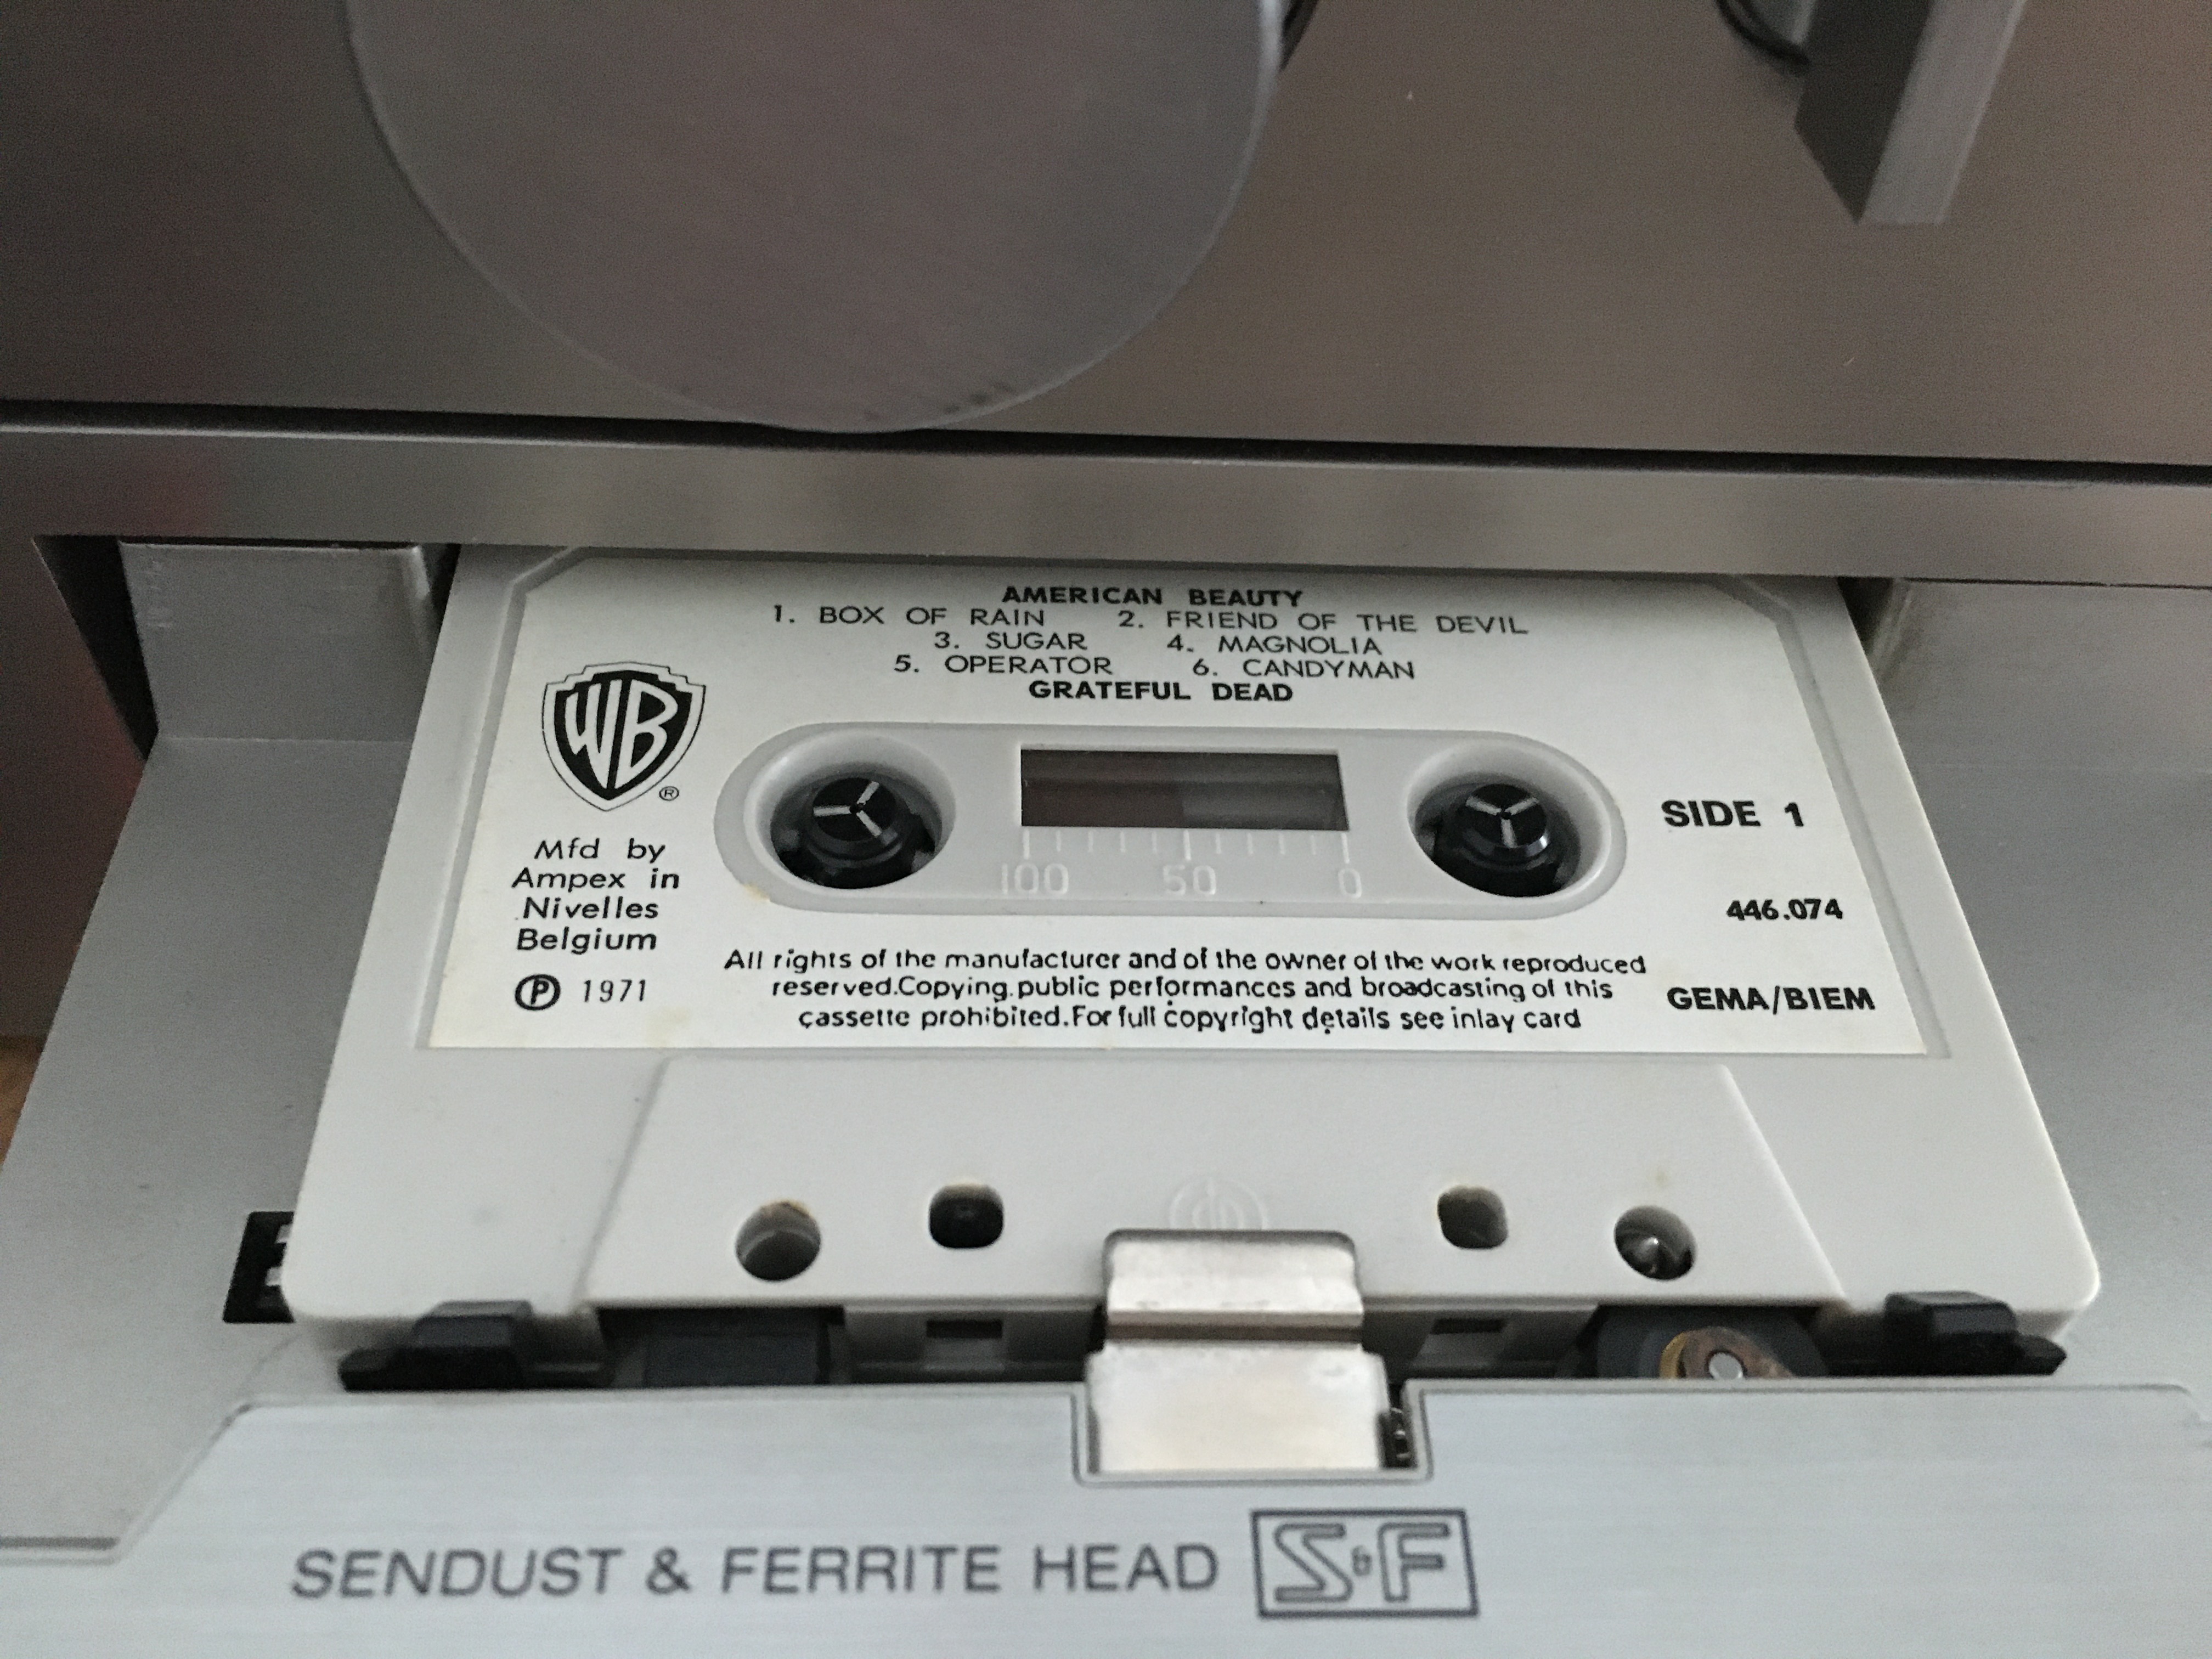 AMERICAN BEAUTY
1. BOX OF RAIN 2. FRIEND OF THE DEVIL
3. SUGAR 4. MAGNOLIA
5. OPERATOR 6. CANDYMAN
GRATEFUL DEAD
WB
®
Mfd by
Ampex in
Nivelles
Belgium
Ⓟ 1971
100 50 0
SIDE 1
446.074
GEMA/BIEM
All rights of the manufacturer and of the owner of the work reproduced
reserved.Copying.public performances and broadcasting of this
cassette prohibited.For full copyright details see inlay card
SENDUST & FERRITE HEAD S&F